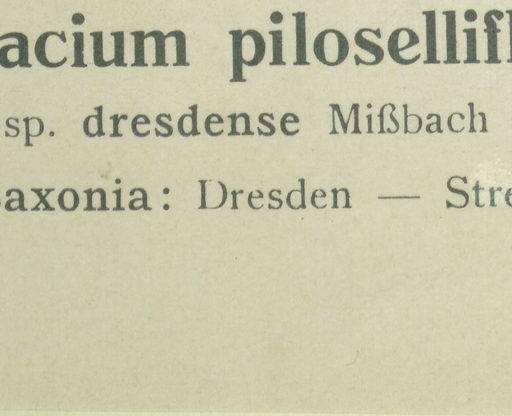 acium pilosellifl
sp. dresdense Mißbach
axonia: Dresden — Stre